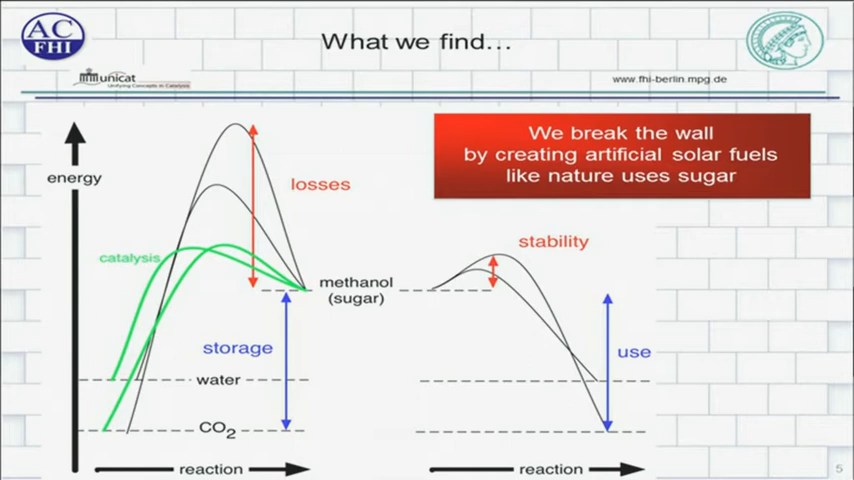 AC
FHI
What we find…
unicat
Unifying Concepts in Catalysis
www.fhi-berlin.mpg.de
We break the wall
by creating artificial solar fuels
like nature uses sugar
energy
losses
catalysis
stability
methanol
(sugar)
storage
use
water
CO2
reaction
reaction
5